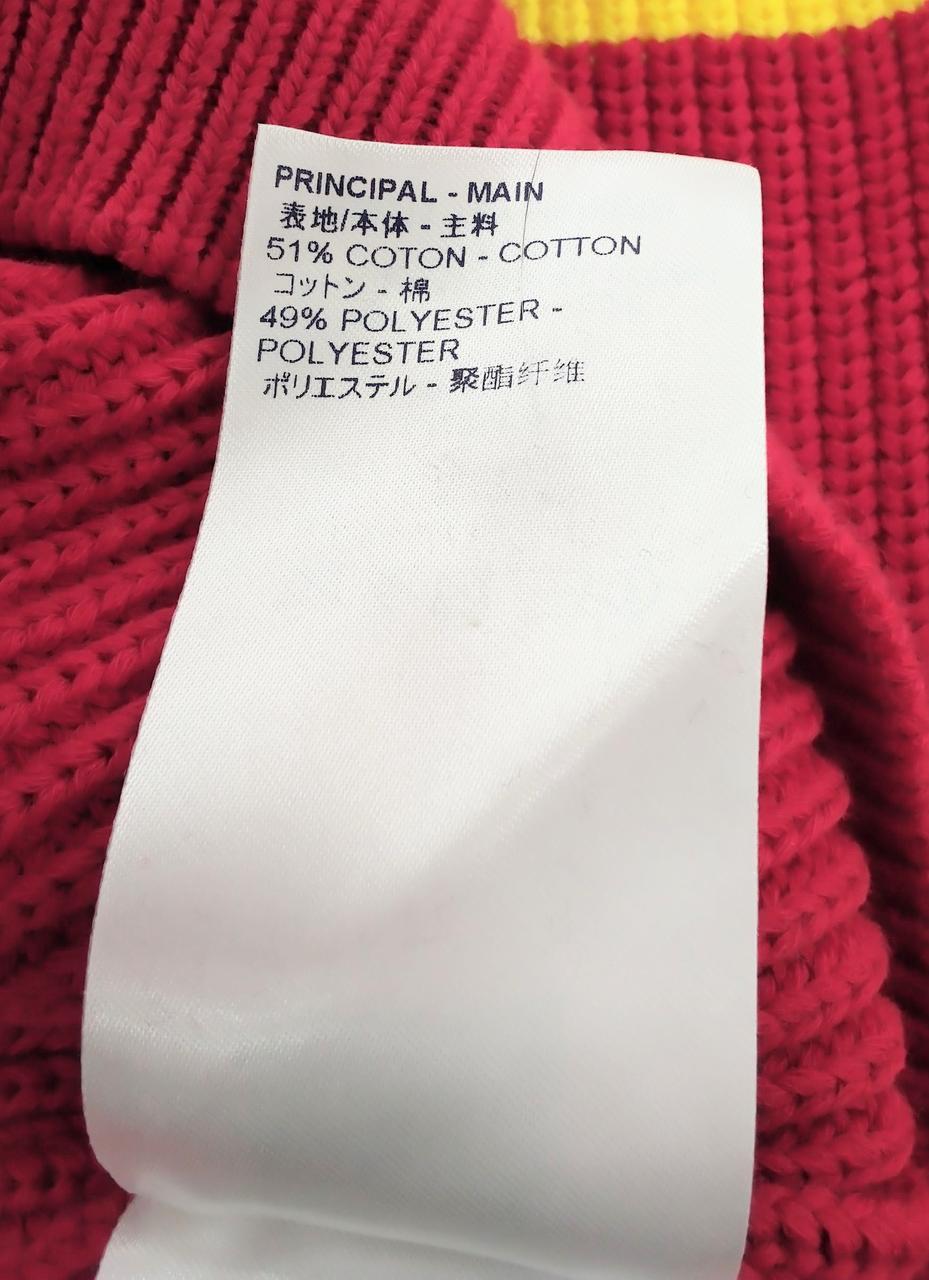 PRINCIPAL - MAIN
表地/本体 - 主料
51% COTON - COTTON
コットン - 棉
49% POLYESTER -
POLYESTER
ポリエステル - 聚酯纤维